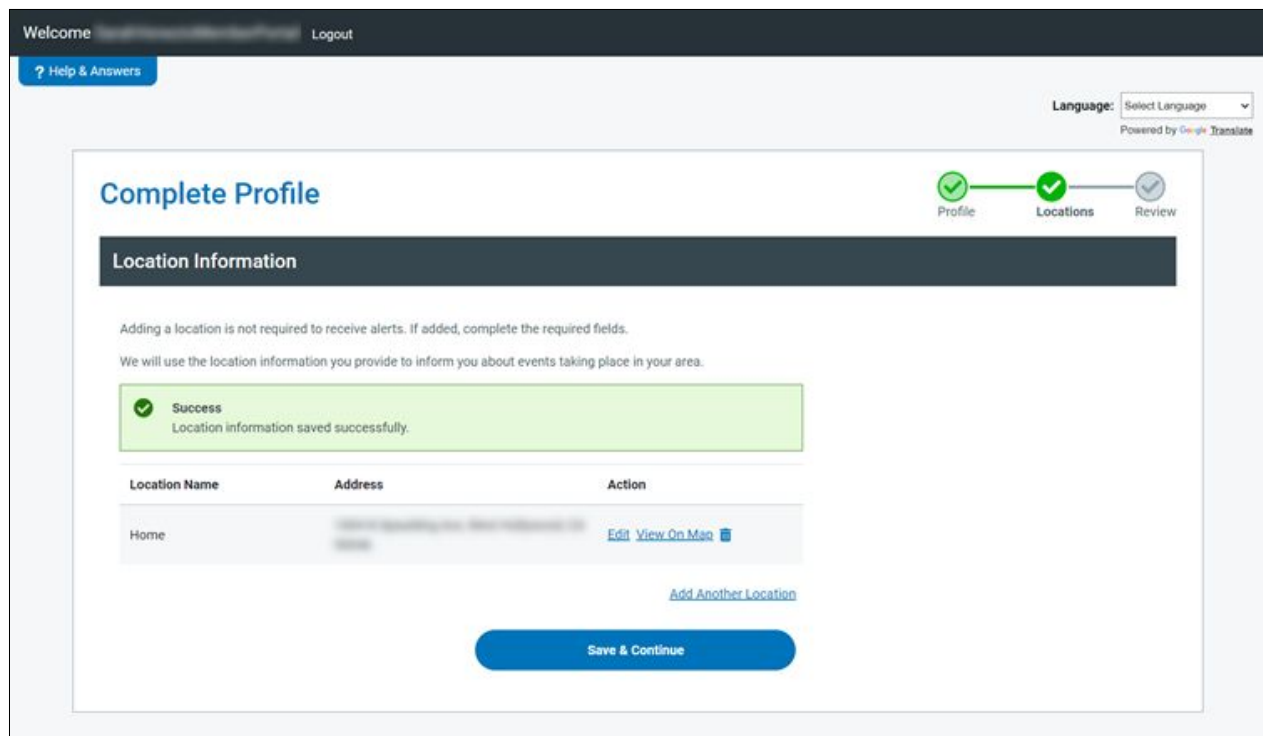 Welcome Logout
? Help & Answers
Language: Select Language
Powered by Google Translate
Complete Profile
Profile Locations Review
Location Information
Adding a location is not required to receive alerts. If added, complete the required fields.
We will use the location information you provide to inform you about events taking place in your area.
Success
Location information saved successfully.
Location Name Address Action
Home Edit View On Map
Add Another Location
Save & Continue